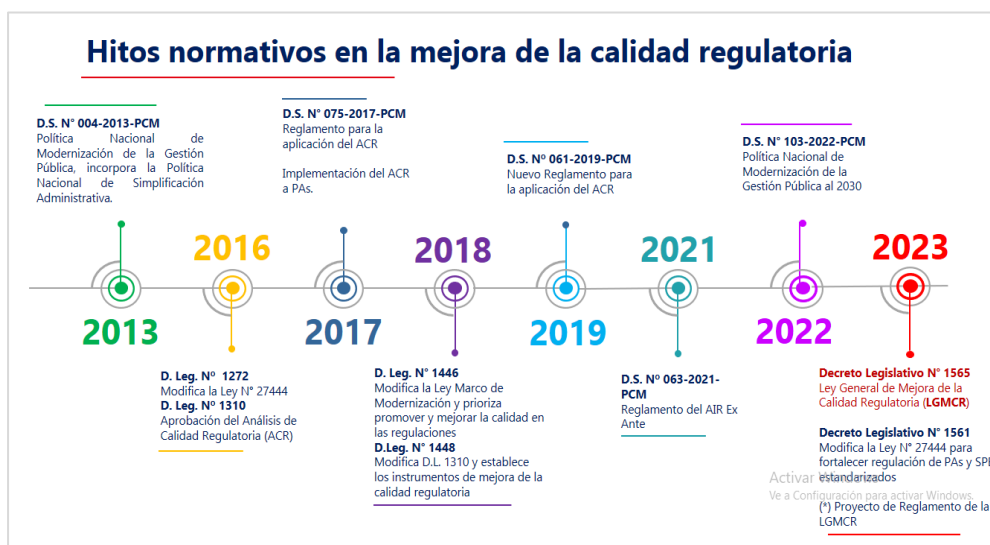 Hitos normativos en la mejora de la calidad regulatoria
D.S. N° 004-2013-PCM
Política Nacional de
Modernización de la Gestión
Pública, incorpora la Política
Nacional de Simplificación
Administrativa.
2013
2016
D. Leg. Nº 1272
Modifica la Ley N° 27444
D. Leg. Nº 1310
Aprobación del Análisis de
Calidad Regulatoria (ACR)
D.S. N° 075-2017-PCM
Reglamento para la
aplicación del ACR
Implementación del ACR
a PAs.
2017
2018
D. Leg. N° 1446
Modifica la Ley Marco de
Modernización y prioriza
promover y mejorar la calidad en
las regulaciones
D.Leg. N° 1448
Modifica D.L. 1310 y establece
los instrumentos de mejora de la
calidad regulatoria
D.S. Nº 061-2019-PCM
Nuevo Reglamento para
la aplicación del ACR
2019
2021
D.S. N° 063-2021-
PCM
Reglamento del AIR Ex
Ante
D.S. N° 103-2022-PCM
Política Nacional de
Modernización de la
Gestión Pública al 2030
2022
2023
Decreto Legislativo N° 1565
Ley General de Mejora de la
Calidad Regulatoria (LGMCR)
Decreto Legislativo N° 1561
Modifica la Ley N° 27444 para
fortalecer regulación de PAs y SPE
estandarizados
(*) Proyecto de Reglamento de la
LGMCR
Activar Windows
Ve a Configuración para activar Windows.